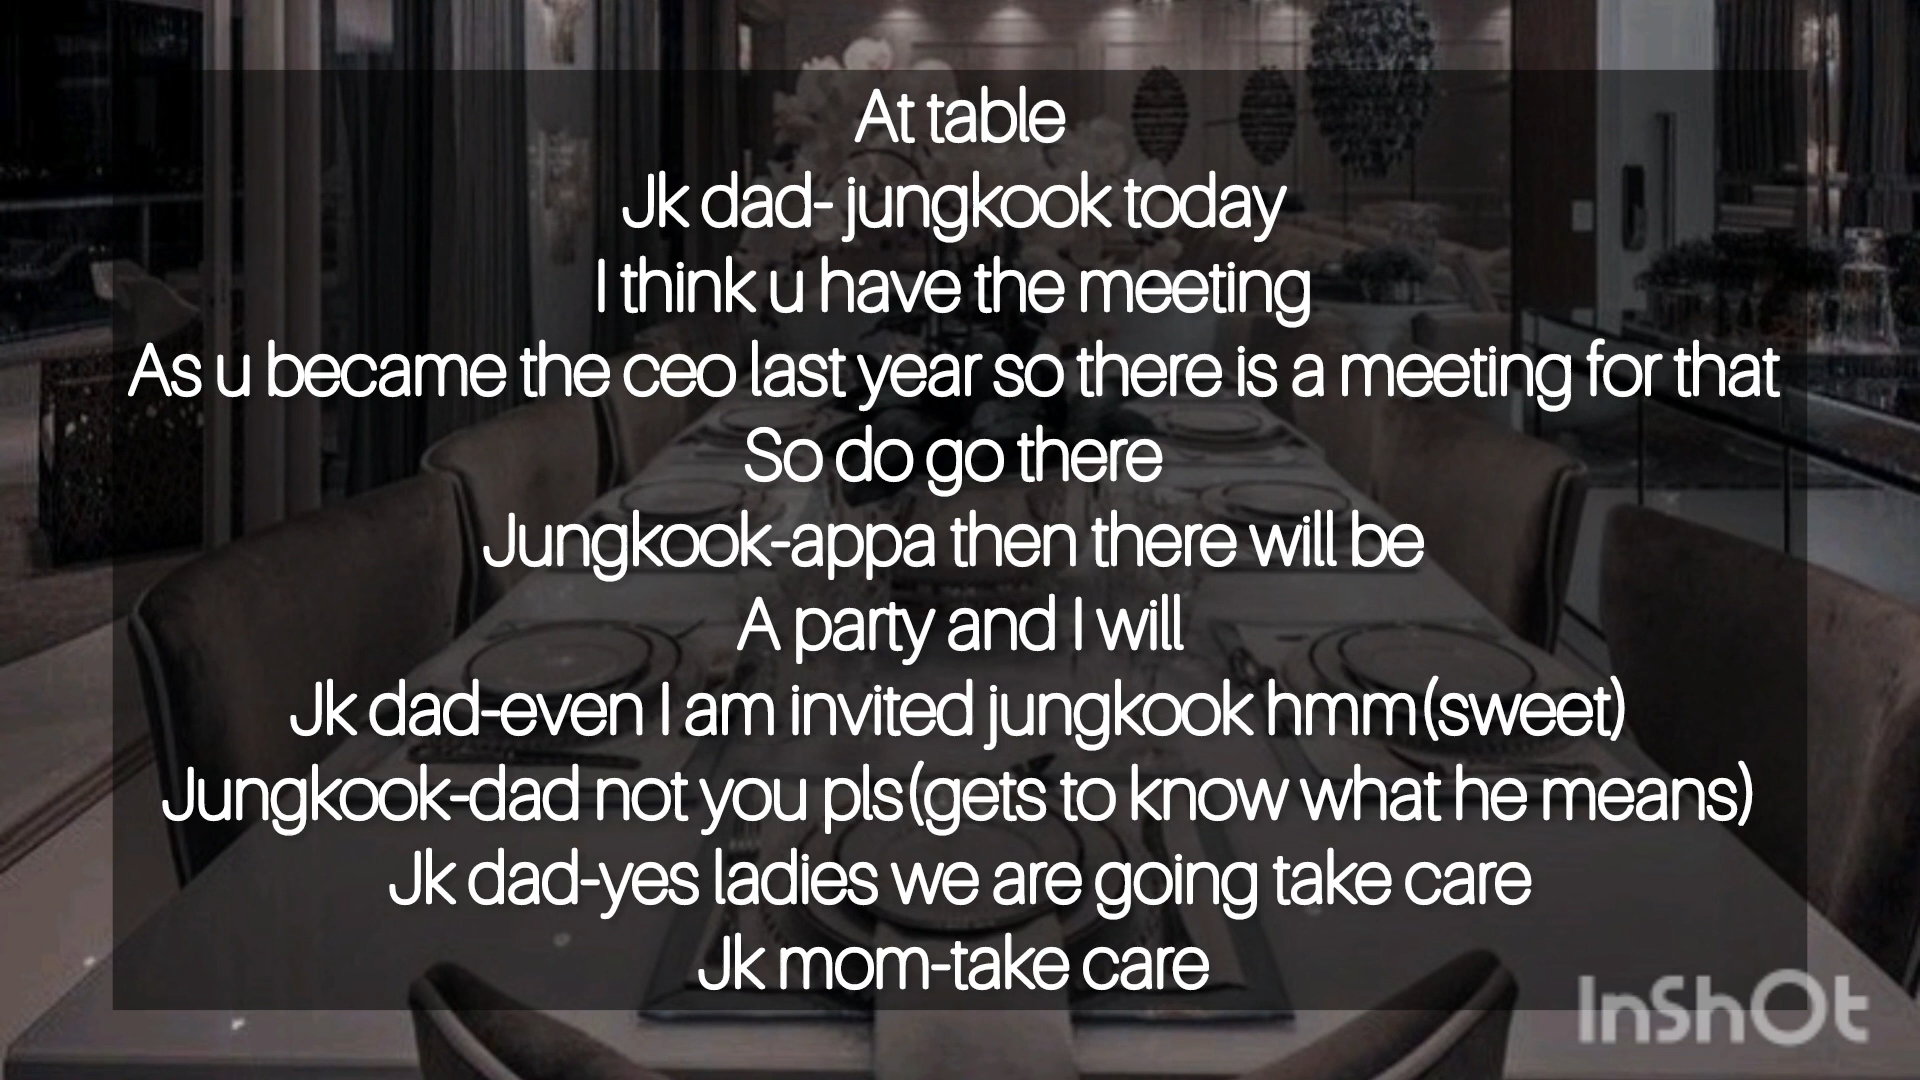 At table
Jk dad- jungkook today
I think u have the meeting
As u became the ceo last year so there is a meeting for that
So do go there
Jungkook-appa then there will be
A party and I will
Jk dad-even I am invited jungkook hmm(sweet)
Jungkook-dad not you pls(gets to know what he means)
Jk dad-yes ladies we are going take care
Jk mom-take care
InShOt